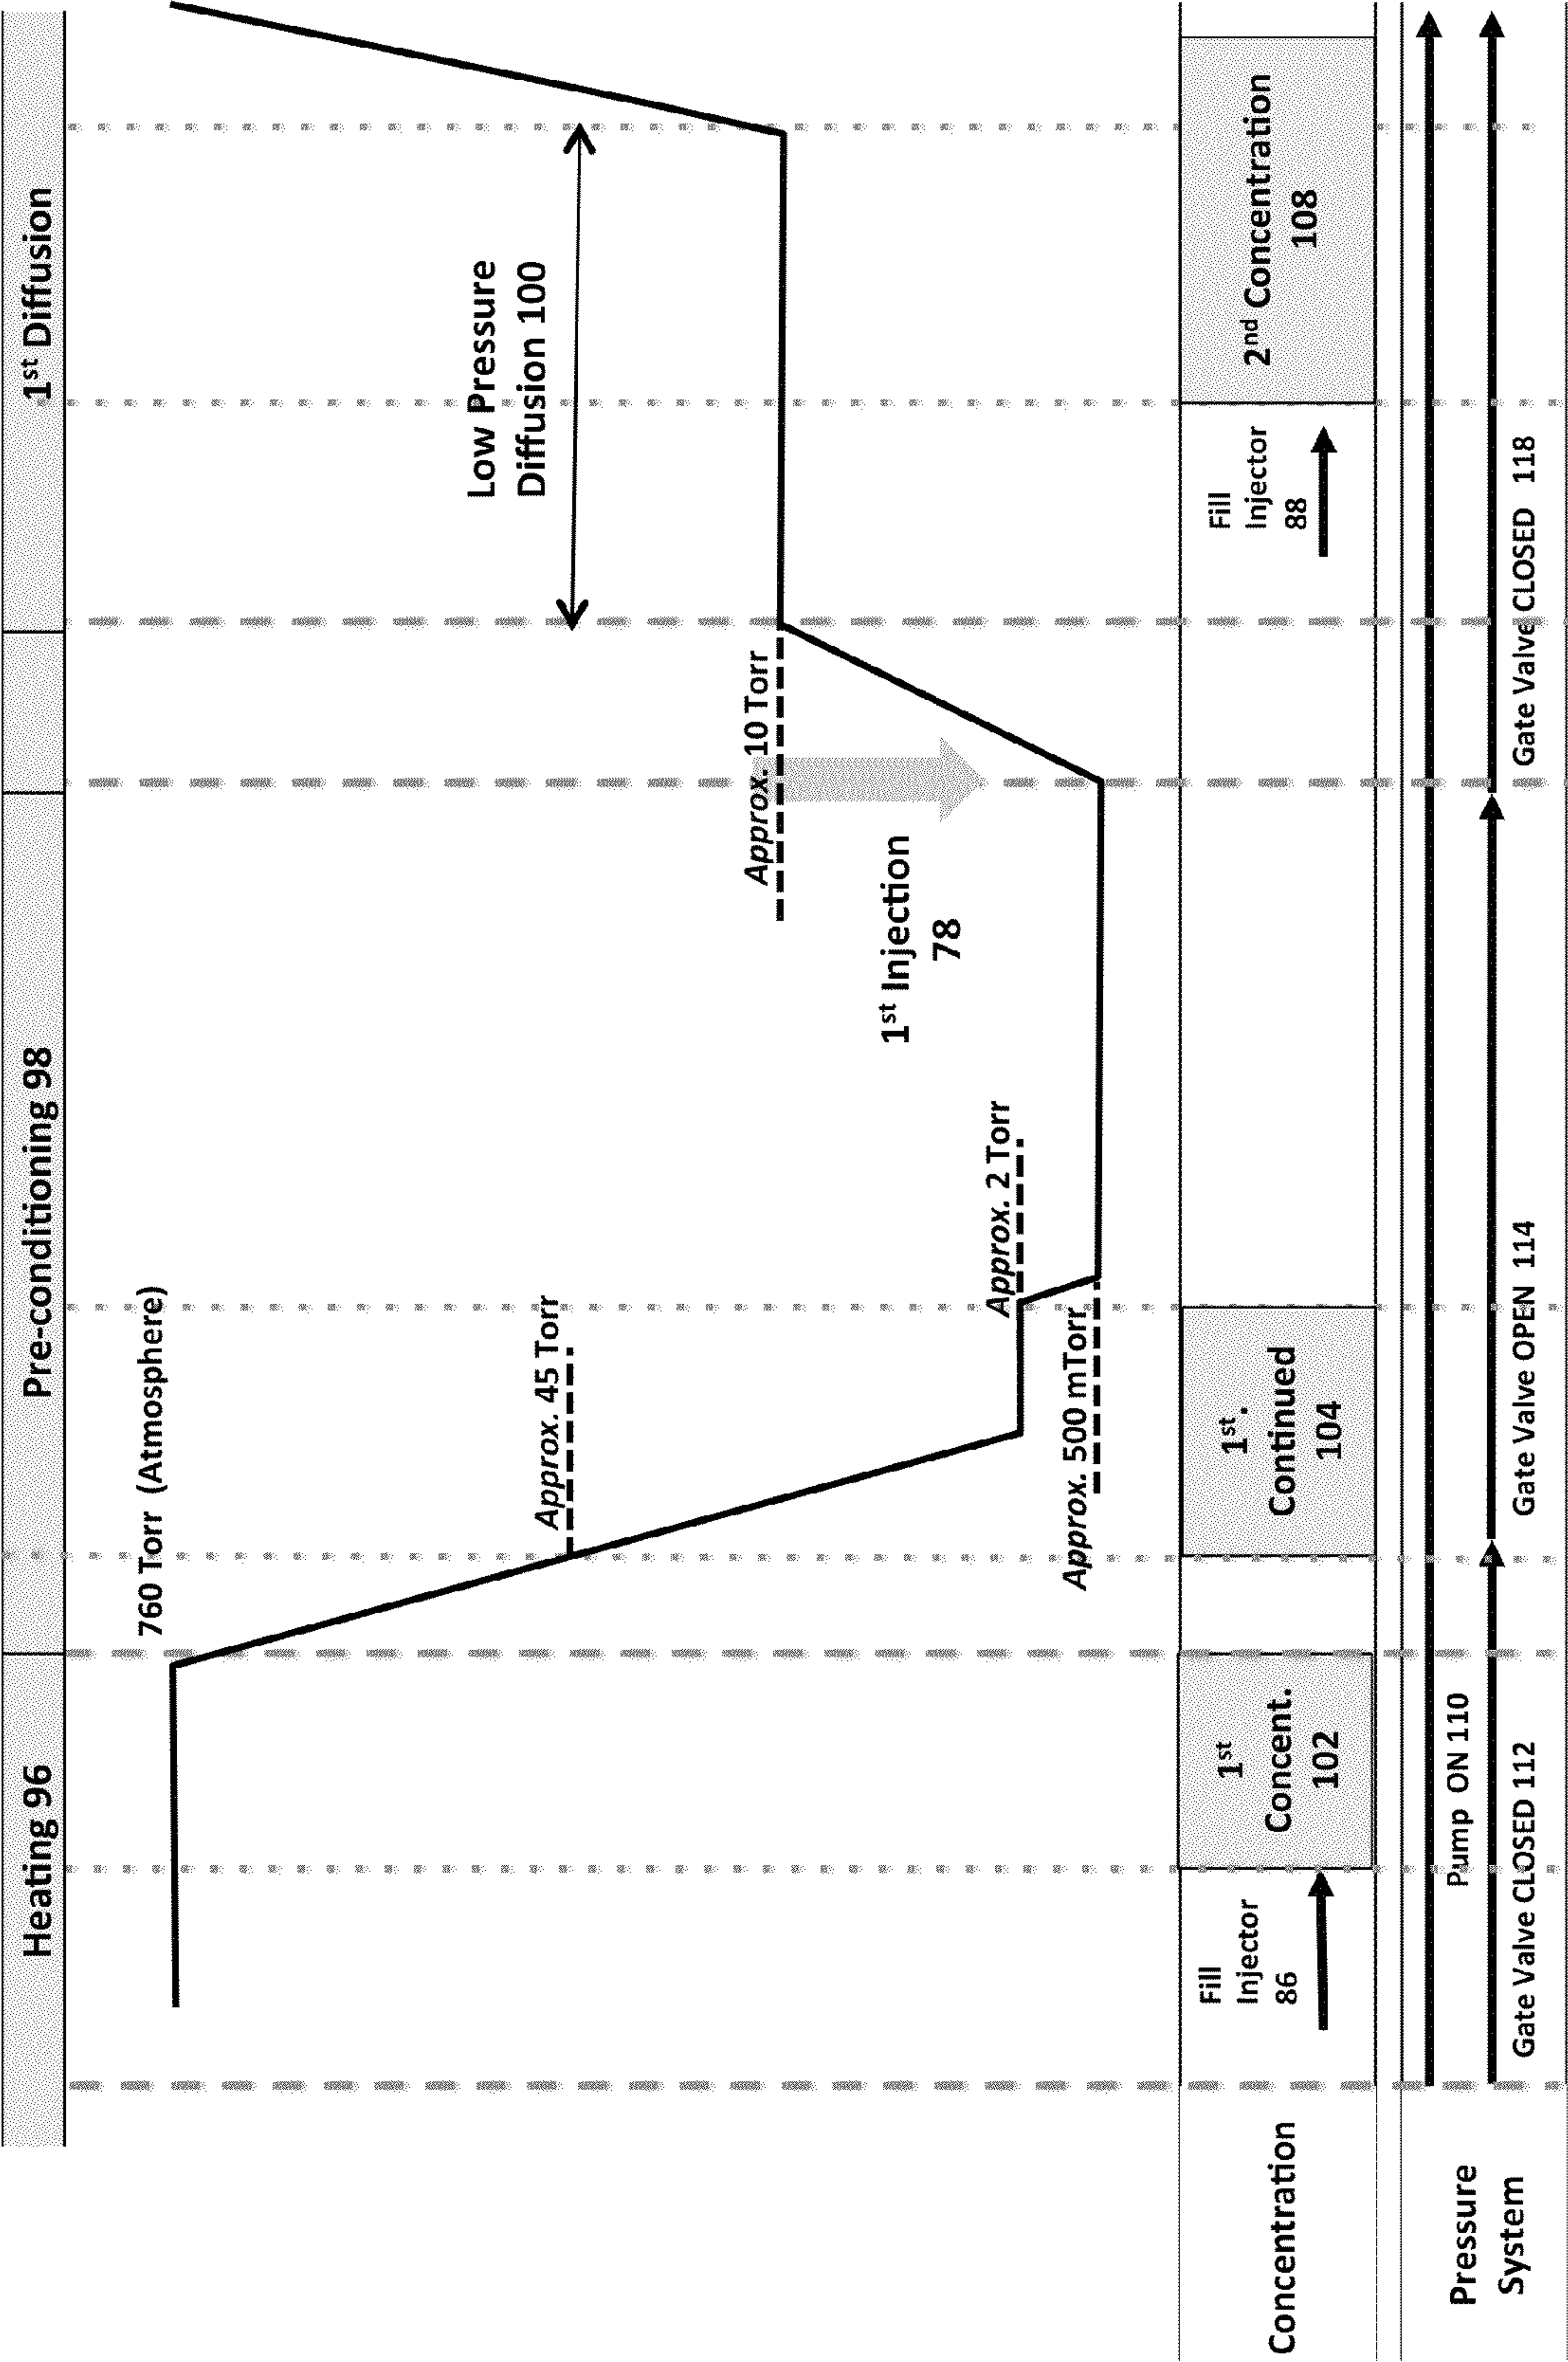 Heating 96
Pre-conditioning 98
1st Diffusion
760 Torr (Atmosphere)
Approx. 45 Torr
Low Pressure
Diffusion 100
Approx. 10 Torr
1st Injection
78
Approx. 2 Torr
Approx. 500 mTorr
Concentration
Fill
Injector
86
1st
Concent.
102
1st.
Continued
104
Fill
Injector
88
2nd Concentration
108
Pressure
System
Pump ON 110
Gate Valve CLOSED 112
Gate Valve OPEN 114
Gate Valve CLOSED 118